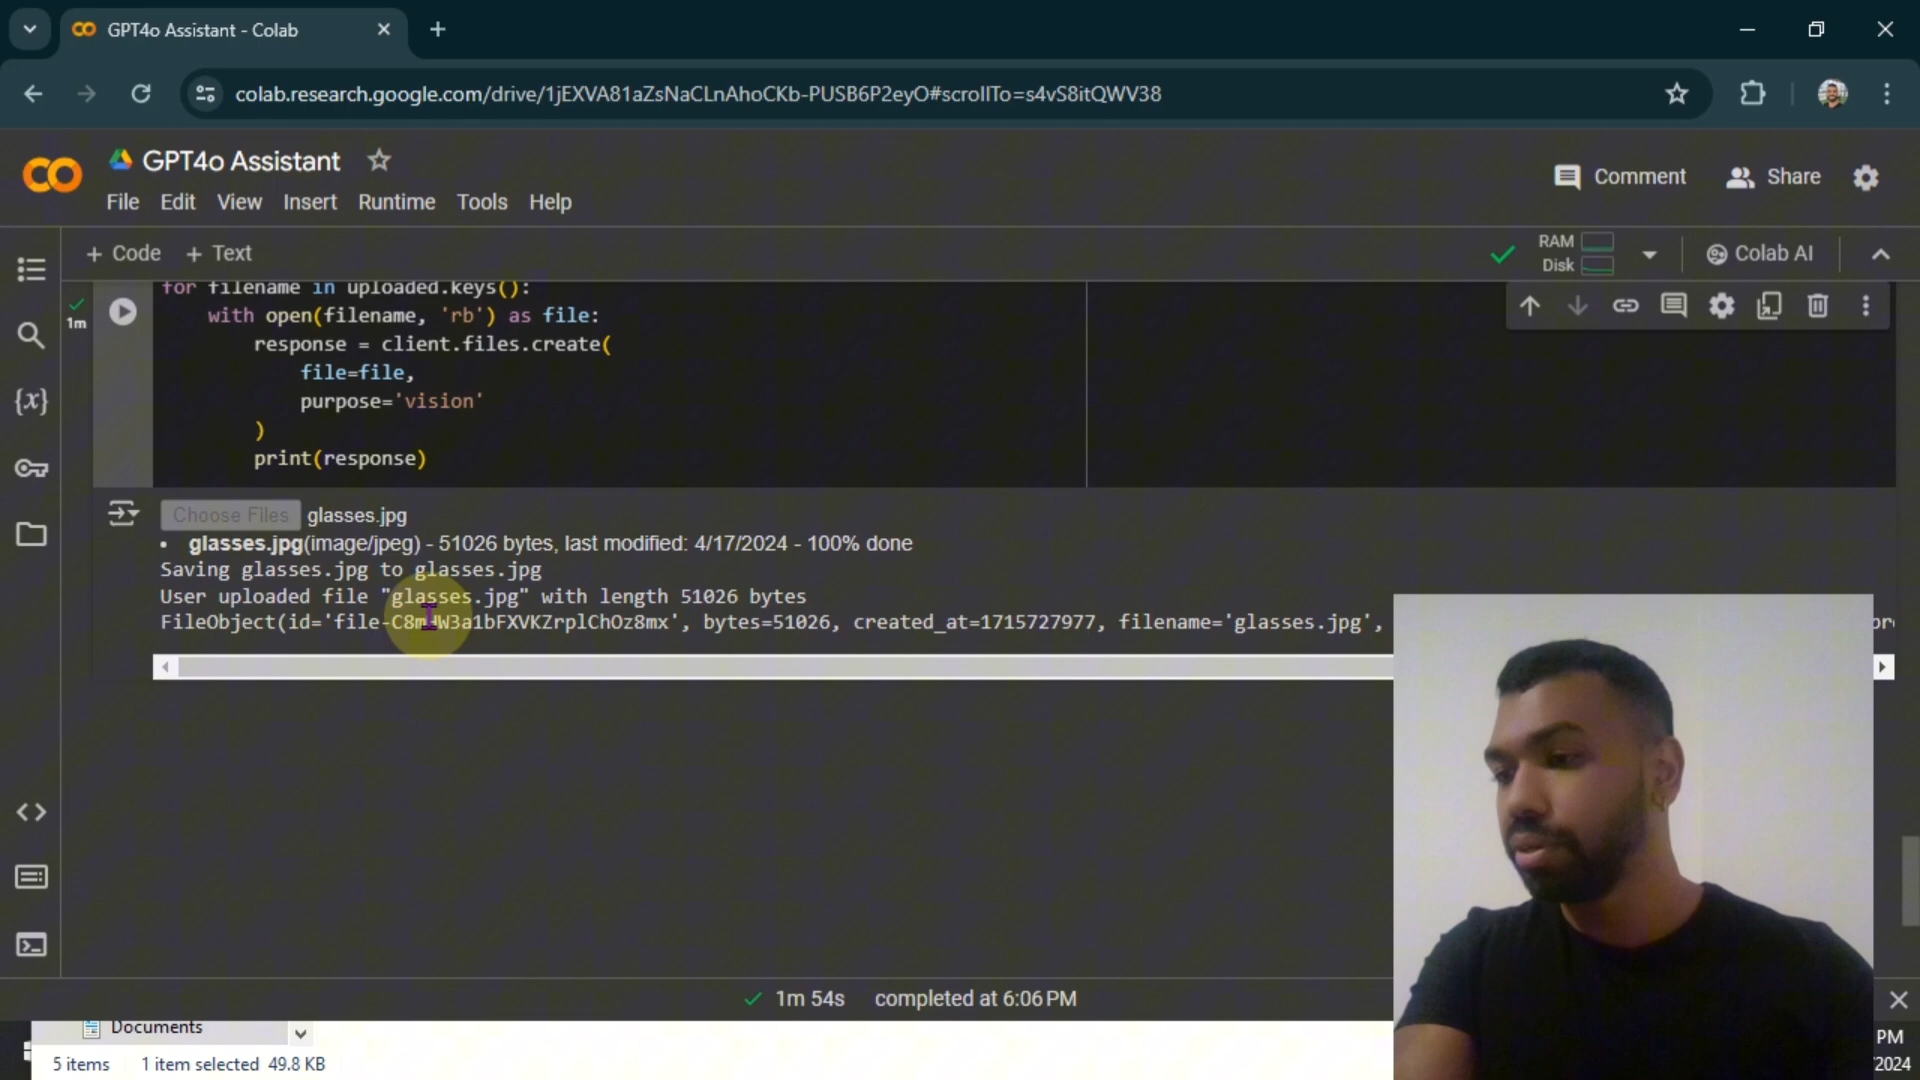 GPT4o Assistant - Colab
colab.research.google.com/drive/1jEXVA81aZsNaCLnAhoCKb-PUSB6P2eyO#scrollTo=s4vS8itQWV38
GPT4o Assistant
Comment
Share
File Edit View Insert Runtime Tools Help
+ Code + Text
RAM
Disk
Colab AI
for filename in uploaded.keys():
1m
with open(filename, 'rb') as file:
response = client.files.create(
file=file,
purpose='vision'
)
print(response)
Choose Files glasses.jpg
• glasses.jpg(image/jpeg) - 51026 bytes, last modified: 4/17/2024 - 100% done
Saving glasses.jpg to glasses.jpg
User uploaded file "glasses.jpg" with length 51026 bytes
FileObject(id= bytes=51026, created_at=1715727977, filename='glasses.jpg',
1m 54s completed at 6:06 PM
Documents
PM
5 items 1 item selected 49.8 KB
2024